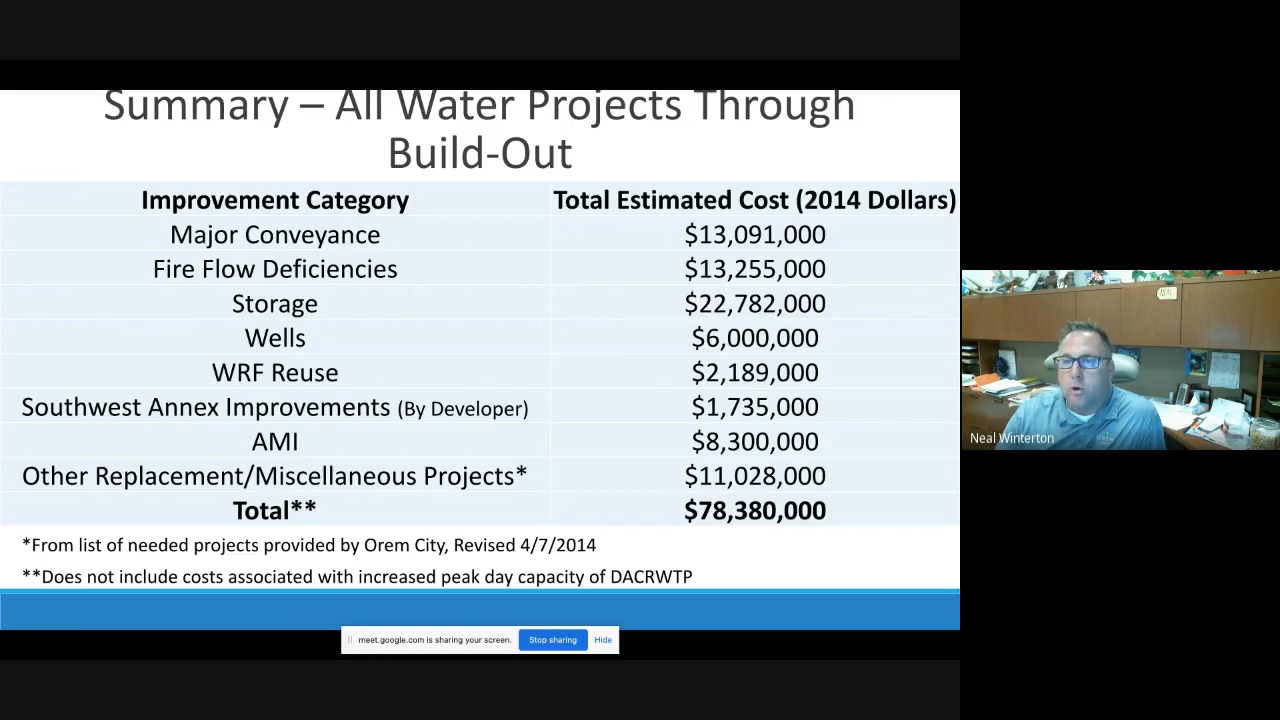 Summary – All Water Projects Through
Build-Out
Improvement Category Total Estimated Cost (2014 Dollars)
Major Conveyance $13,091,000
Fire Flow Deficiencies $13,255,000
Storage $22,782,000
Wells $6,000,000
WRF Reuse $2,189,000
Southwest Annex Improvements (By Developer) $1,735,000
AMI $8,300,000
Other Replacement/Miscellaneous Projects* $11,028,000
Total** $78,380,000
*From list of needed projects provided by Orem City, Revised 4/7/2014
**Does not include costs associated with increased peak day capacity of DACRWTP
meet.google.com is sharing your screen. Stop sharing Hide
Neal Winterton
OREM